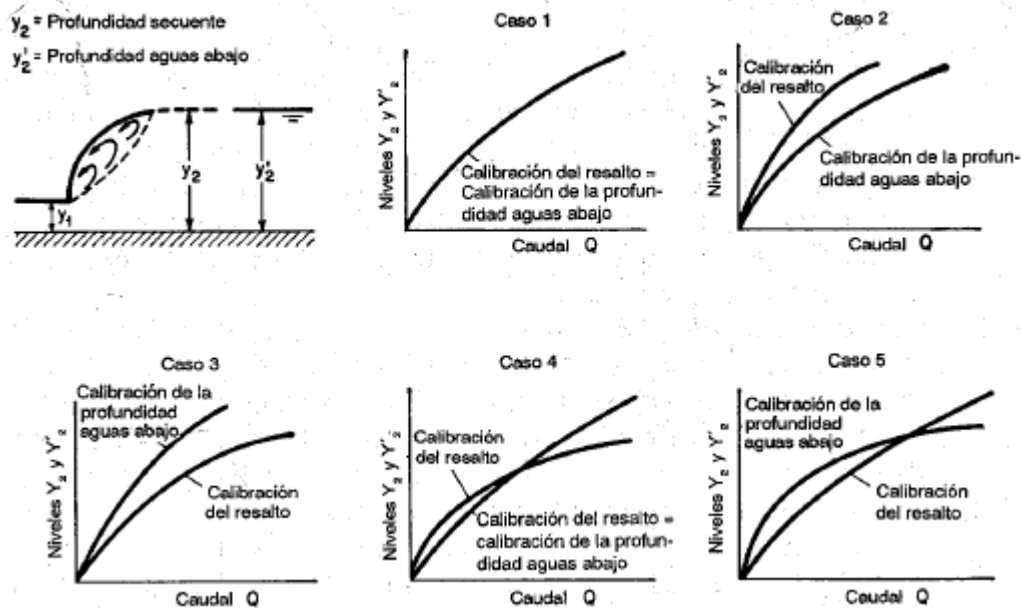 y₂ = Profundidad secuente
y₂' = Profundidad aguas abajo
y₁
y₂
y₂'
Caso 1
Niveles Y₂ y Y'₂
Calibración del resalto =
Calibración de la profun-
didad aguas abajo
Caudal Q
Caso 2
Niveles Y₂ y Y'₂
Calibración
del resalto
Calibración de la profun-
didad aguas abajo
Caudal Q
Caso 3
Niveles Y₂ y Y'₂
Calibración de la
profundidad
aguas abajo
Calibración
del resalto
Caudal Q
Caso 4
Niveles Y₂ y Y'₂
Calibración
del resalto
Calibración del resalto =
calibración de la profun-
didad aguas abajo
Caudal Q
Caso 5
Niveles Y₂ y Y'₂
Calibración de la
profundidad
aguas abajo
Calibración
del resalto
Caudal Q